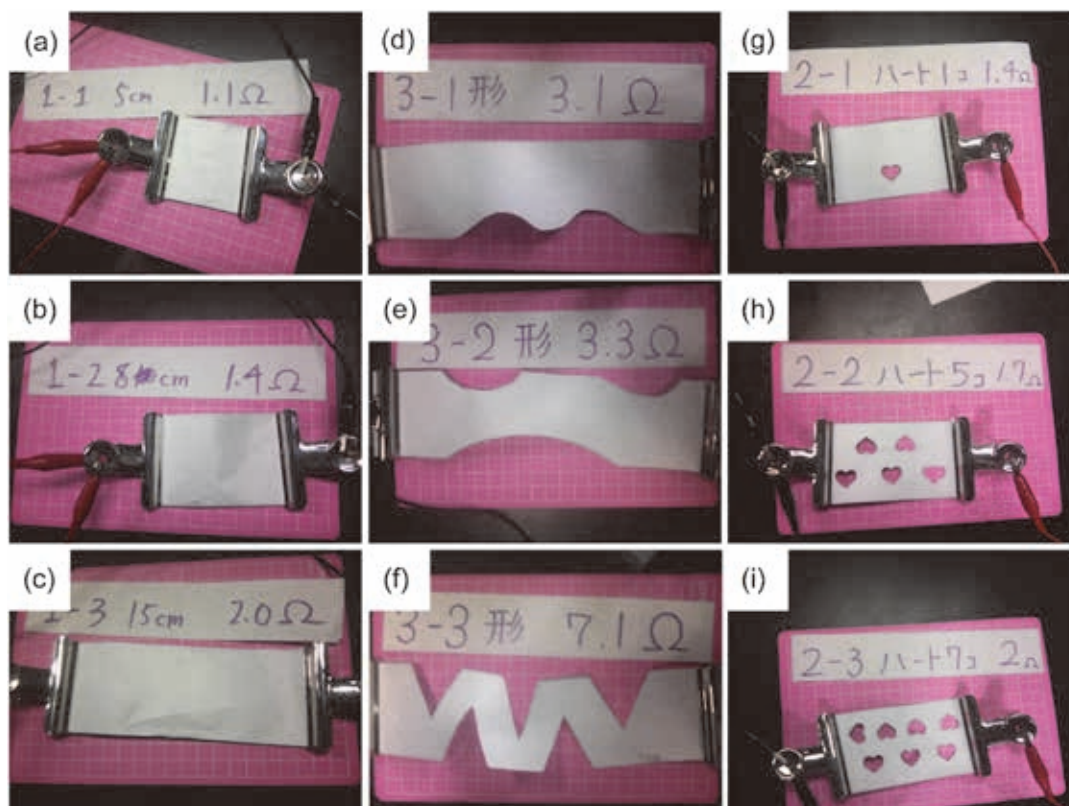 (a)
1-1 5cm 1.1Ω
(d)
3-1形 3.1Ω
(g)
2-1 ハート1コ 1.4Ω
(b)
1-2 8 cm 1.4Ω
(e)
3-2 形 3.3Ω
(h)
2-2 ハート5コ 1.7Ω
(c)
1-3 15cm 2.0Ω
(f)
3-3 形 7.1Ω
(i)
2-3 ハート7コ 2Ω